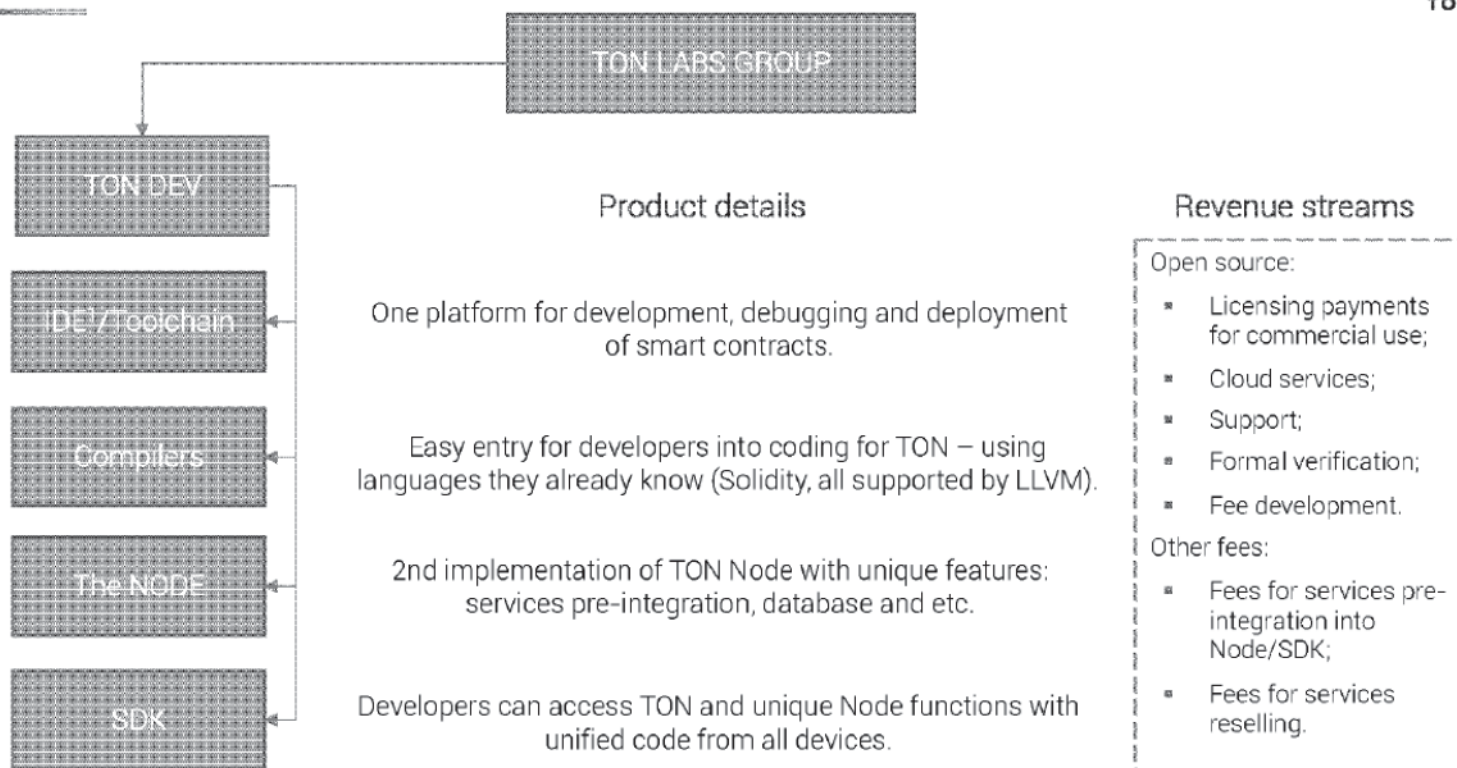 TON LABS GROUP
TON DEV
Product details
Revenue streams
IDE'/Toolchain
One platform for development, debugging and deployment
of smart contracts.
Compilers
Easy entry for developers into coding for TON – using
languages they already know (Solidity, all supported by LLVM).
The NODE
2nd implementation of TON Node with unique features:
services pre-integration, database and etc.
SDK
Developers can access TON and unique Node functions with
unified code from all devices.
Open source:
Licensing payments
for commercial use;
Cloud services;
Support;
Formal verification;
Fee development.
Other fees:
Fees for services pre-
integration into
Node/SDK;
Fees for services
reselling.